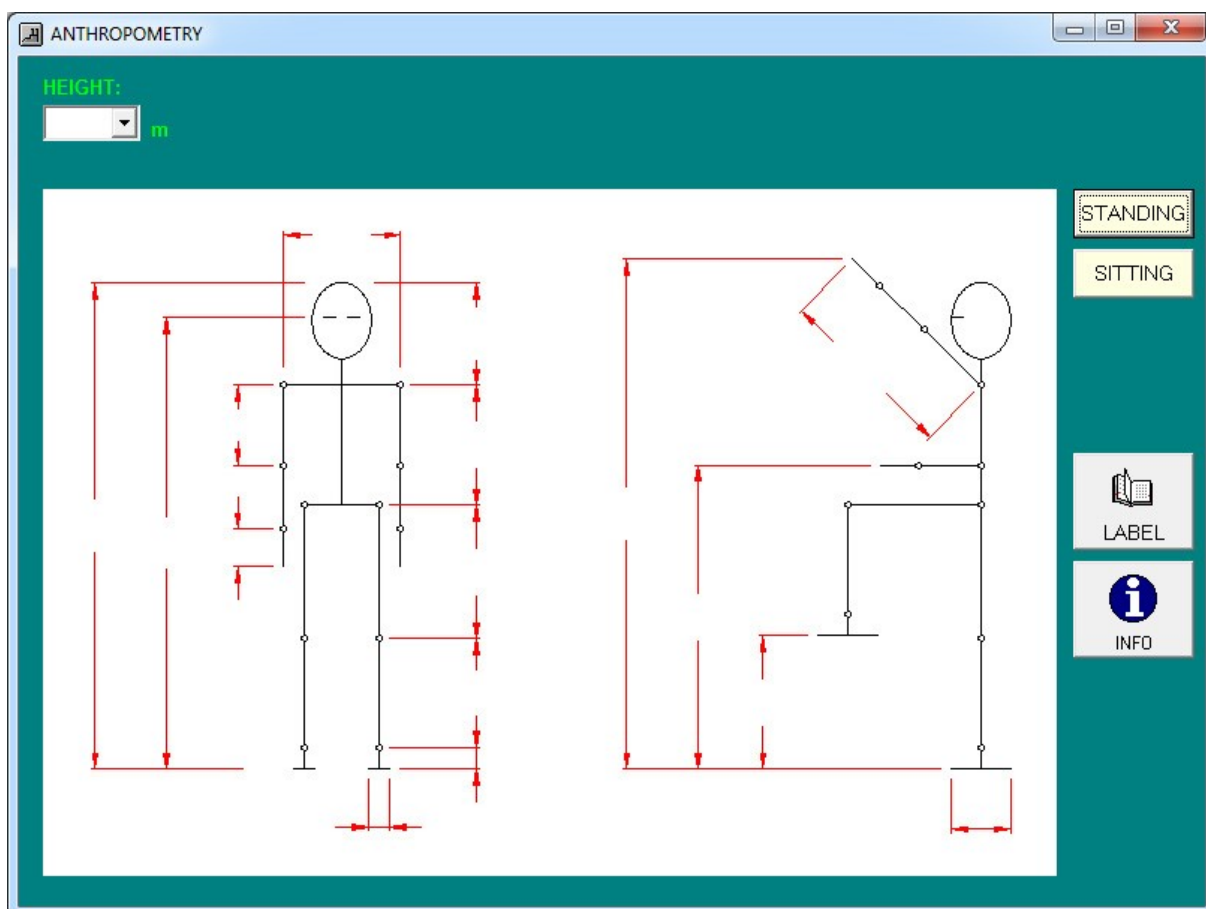 ANTHROPOMETRY
HEIGHT:
m
STANDING
SITTING
LABEL
INFO